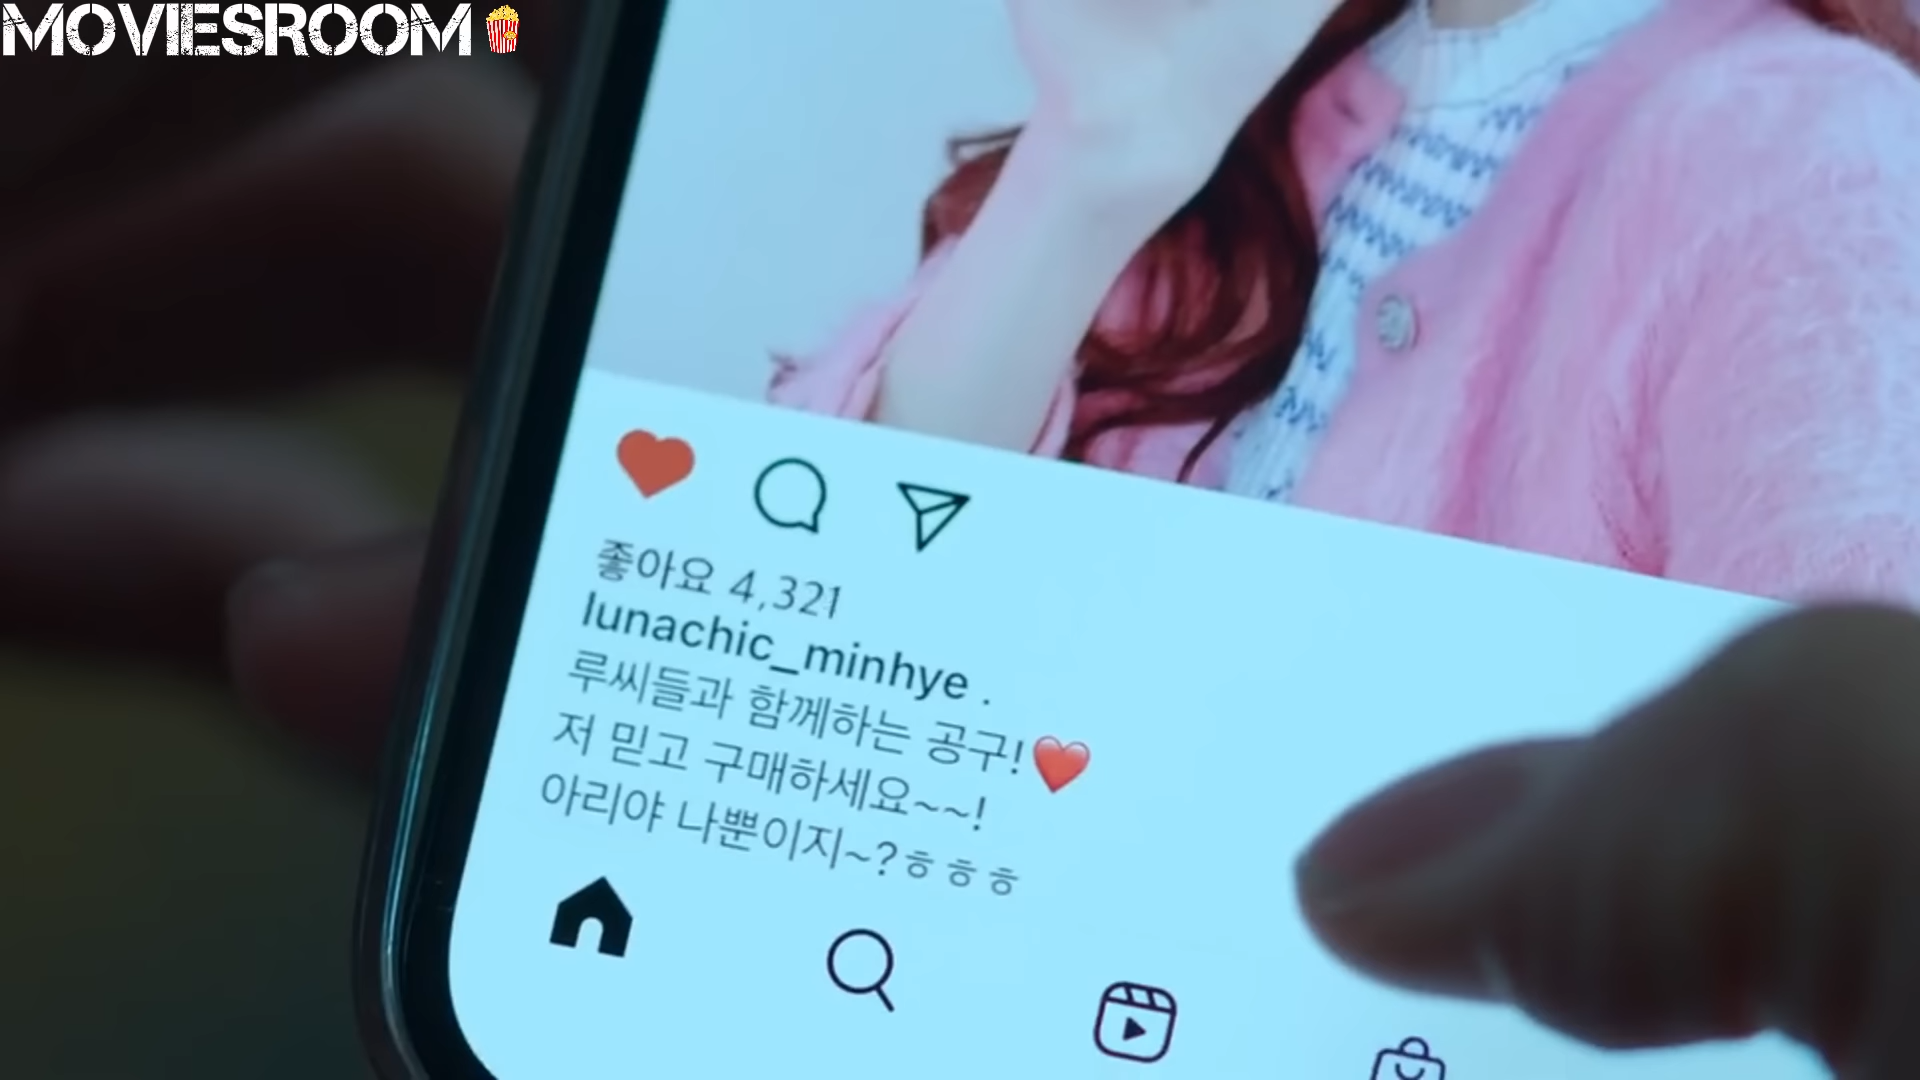 MOVIESROOM
좋아요 4,321
lunachic_minhye .
루씨들과 함께하는 공구!❤️
저 믿고 구매하세요~~!
아리야 나뿐이지~?ㅎㅎㅎ